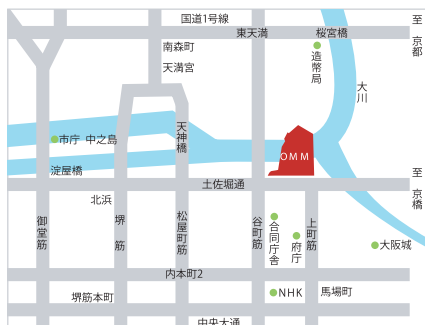 国道1号線
至 京都
東天満
桜宮橋
南森町
天満宮
造幣局
大川
天神橋
市庁
中之島
OMM
淀屋橋
土佐堀通
至 京橋
北浜
御堂筋
堺筋
松屋町筋
谷町筋
合同庁舎
府庁
上町筋
大阪城
内本町2
堺筋本町
NHK
馬場町
中央大通